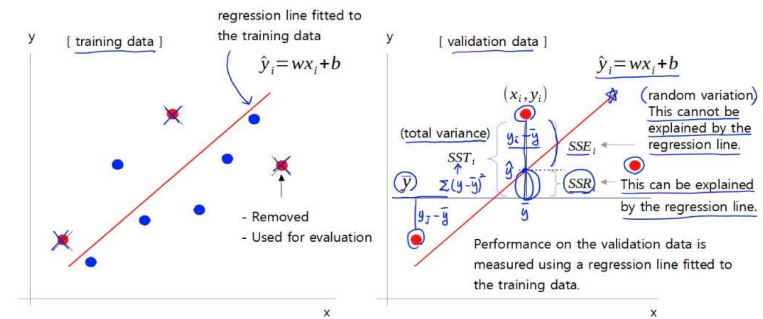 regression line fitted to
the training data
y
[ training data ]
ŷᵢ=wxᵢ+b
- Removed
- Used for evaluation
x
y
[ validation data ]
ŷᵢ=wxᵢ+b
(xᵢ, yᵢ)
(random variation)
This cannot be
explained by the
regression line.
(total variance)
yᵢ-ȳ
SSEᵢ
SSTᵢ
ŷ
ȳ
Σ(y-ȳ)²
SSRᵢ
This can be explained
by the regression line.
yⱼ-ȳ
ȳ
Performance on the validation data is
measured using a regression line fitted to
the training data.
x